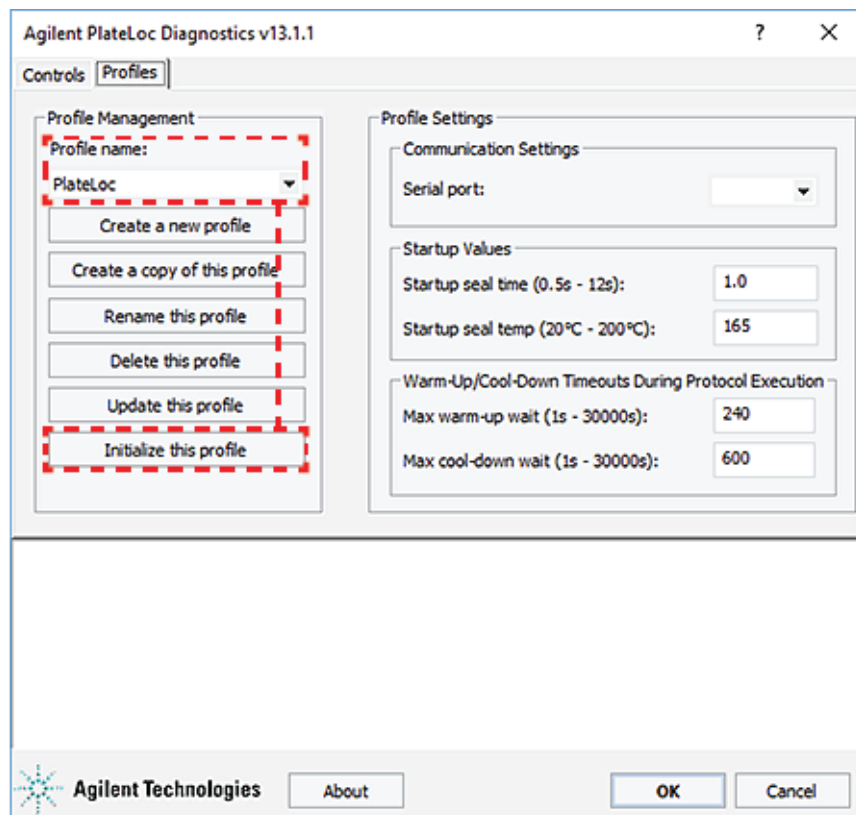 Agilent PlateLoc Diagnostics v13.1.1
?
Controls
Profiles
Profile Management
Profile name:
PlateLoc
Create a new profile
Create a copy of this profile
Rename this profile
Delete this profile
Update this profile
Initialize this profile
Profile Settings
Communication Settings
Serial port:
Startup Values
Startup seal time (0.5s - 12s): 1.0
Startup seal temp (20°C - 200°C): 165
Warm-Up/Cool-Down Timeouts During Protocol Execution
Max warm-up wait (1s - 30000s): 240
Max cool-down wait (1s - 30000s): 600
Agilent Technologies
About
OK
Cancel